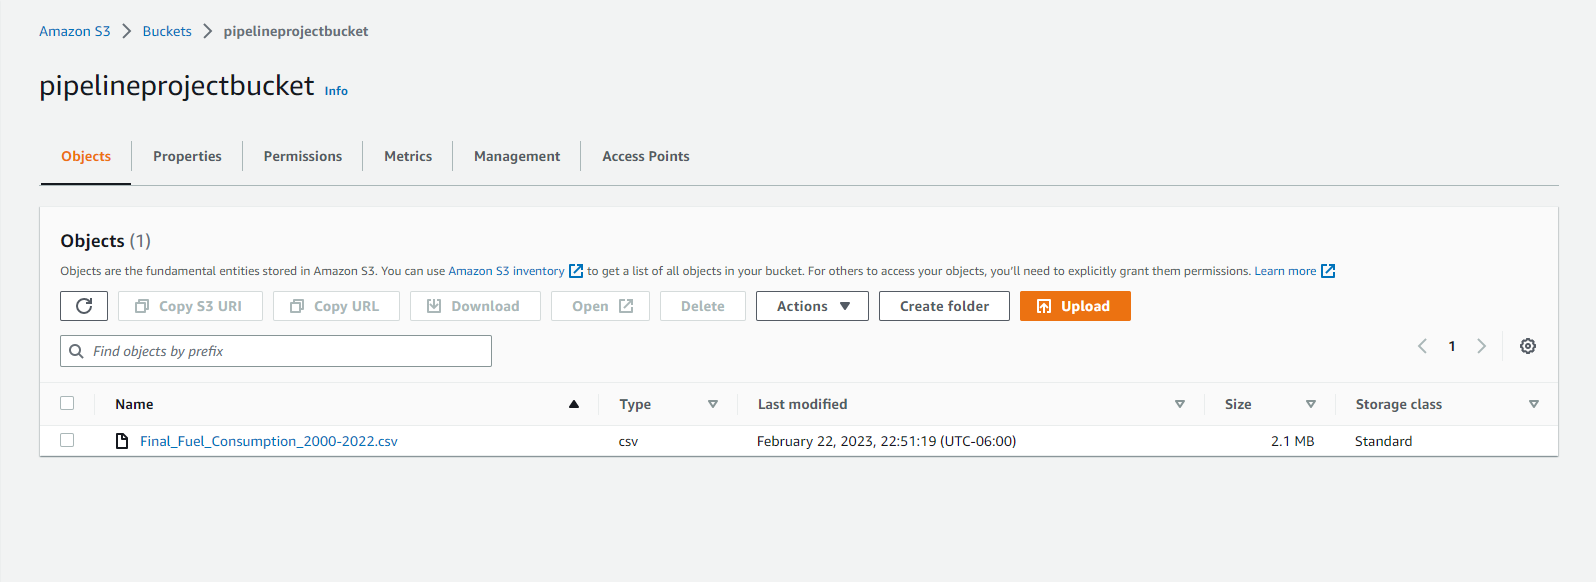 Amazon S3 > Buckets > pipelineprojectbucket
pipelineprojectbucket Info
Objects Properties Permissions Metrics Management Access Points
Objects (1)
Objects are the fundamental entities stored in Amazon S3. You can use Amazon S3 inventory to get a list of all objects in your bucket. For others to access your objects, you’ll need to explicitly grant them permissions. Learn more
Copy S3 URI Copy URL Download Open Delete Actions Create folder Upload
Find objects by prefix
1
Name Type Last modified Size Storage class
Final_Fuel_Consumption_2000-2022.csv csv February 22, 2023, 22:51:19 (UTC-06:00) 2.1 MB Standard